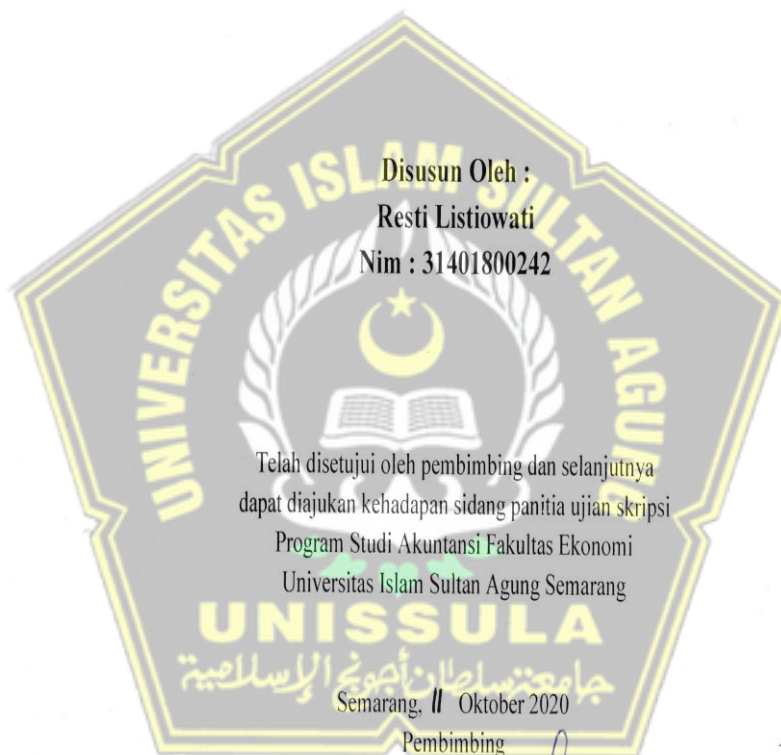 UNIVERSITAS ISLAM SULTAN AGUNG
Disusun Oleh :
Resti Listiowati
Nim : 31401800242
Telah disetujui oleh pembimbing dan selanjutnya
dapat diajukan kehadapan sidang panitia ujian skripsi
Program Studi Akuntansi Fakultas Ekonomi
Universitas Islam Sultan Agung Semarang
UNISSULA
جامعتنسلطان أجونج الإسلامية
Semarang, 11 Oktober 2020
Pembimbing